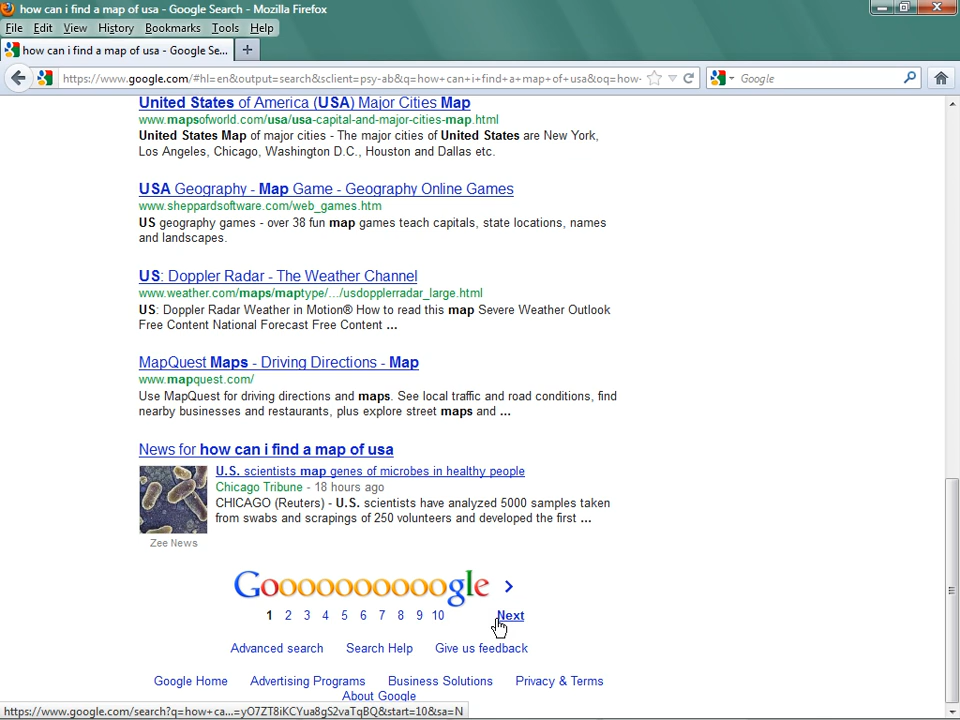 how can i find a map of usa - Google Search - Mozilla Firefox
File Edit View History Bookmarks Tools Help
how can i find a map of usa - Google Se...
https://www.google.com/#hl=en&output=search&sclient=psy-ab&q=how+can+i+find+a+map+of+usa&oq=how- Google
United States of America (USA) Major Cities Map
www.mapsofworld.com/usa/usa-capital-and-major-cities-map.html
United States Map of major cities - The major cities of United States are New York,
Los Angeles, Chicago, Washington D.C., Houston and Dallas etc.
USA Geography - Map Game - Geography Online Games
www.sheppardsoftware.com/web_games.htm
US geography games - over 38 fun map games teach capitals, state locations, names
and landscapes.
US: Doppler Radar - The Weather Channel
www.weather.com/maps/maptype/.../usdopplerradar_large.html
US: Doppler Radar Weather in Motion® How to read this map Severe Weather Outlook
Free Content National Forecast Free Content ...
MapQuest Maps - Driving Directions - Map
www.mapquest.com/
Use MapQuest for driving directions and maps. See local traffic and road conditions, find
nearby businesses and restaurants, plus explore street maps and ...
News for how can i find a map of usa
U.S. scientists map genes of microbes in healthy people
Chicago Tribune - 18 hours ago
CHICAGO (Reuters) - U.S. scientists have analyzed 5000 samples taken
from swabs and scrapings of 250 volunteers and developed the first ...
Zee News
Goooooooooogle
1 2 3 4 5 6 7 8 9 10 Next
Advanced search Search Help Give us feedback
Google Home Advertising Programs Business Solutions Privacy & Terms
About Google
https://www.google.com/search?q=how+ca...=yO7ZT8iKCYua8gS2vaTqBQ&start=10&sa=N